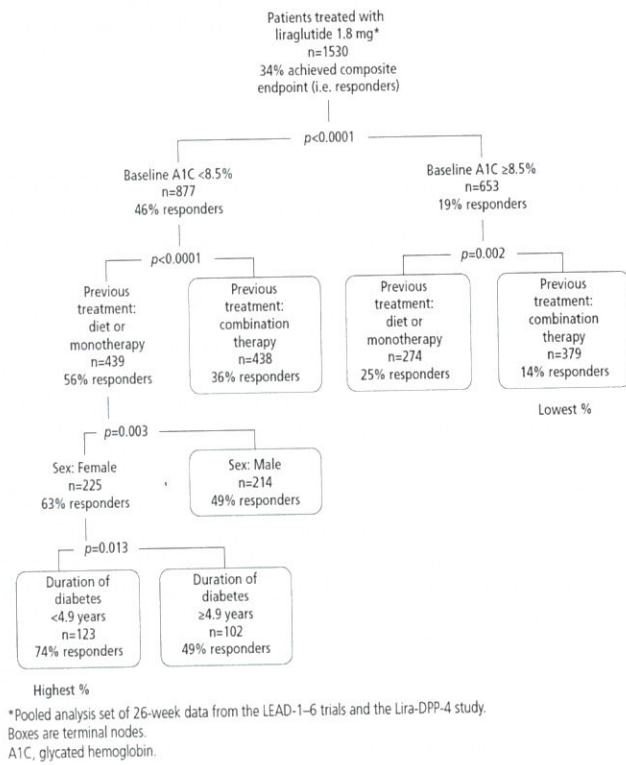 Patients treated with
liraglutide 1.8 mg*
n=1530
34% achieved composite
endpoint (i.e. responders)
p<0.0001
Baseline A1C <8.5%
n=877
46% responders
Baseline A1C ≥8.5%
n=653
19% responders
p<0.0001
p=0.002
Previous
treatment:
diet or
monotherapy
n=439
56% responders
Previous
treatment:
combination
therapy
n=438
36% responders
Previous
treatment:
diet or
monotherapy
n=274
25% responders
Previous
treatment:
combination
therapy
n=379
14% responders
Lowest %
p=0.003
Sex: Female
n=225
63% responders
Sex: Male
n=214
49% responders
p=0.013
Duration of
diabetes
<4.9 years
n=123
74% responders
Duration of
diabetes
≥4.9 years
n=102
49% responders
Highest %
*Pooled analysis set of 26-week data from the LEAD-1–6 trials and the Lira-DPP-4 study.
Boxes are terminal nodes.
A1C, glycated hemoglobin.